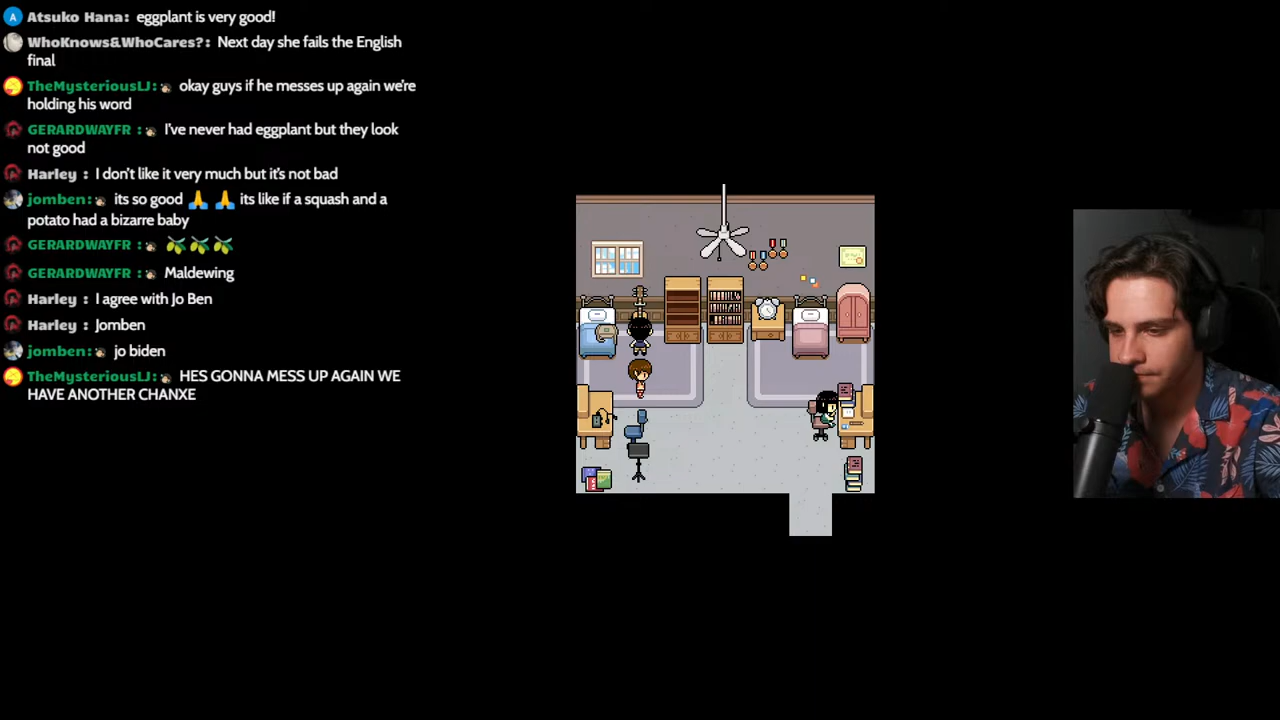 A Atsuko Hana: eggplant is very good!
WhoKnows&WhoCares?: Next day she fails the English
final
TheMysteriousLJ: okay guys if he messes up again we're
holding his word
GERARDWAYFR : I've never had eggplant but they look
not good
Harley : I don't like it very much but it's not bad
jomben: its so good 🙏 🙏 its like if a squash and a
potato had a bizarre baby
GERARDWAYFR : 🫒🫒🫒
GERARDWAYFR : Maldewing
Harley : I agree with Jo Ben
Harley : Jomben
jomben: jo biden
TheMysteriousLJ: HES GONNA MESS UP AGAIN WE
HAVE ANOTHER CHANXE